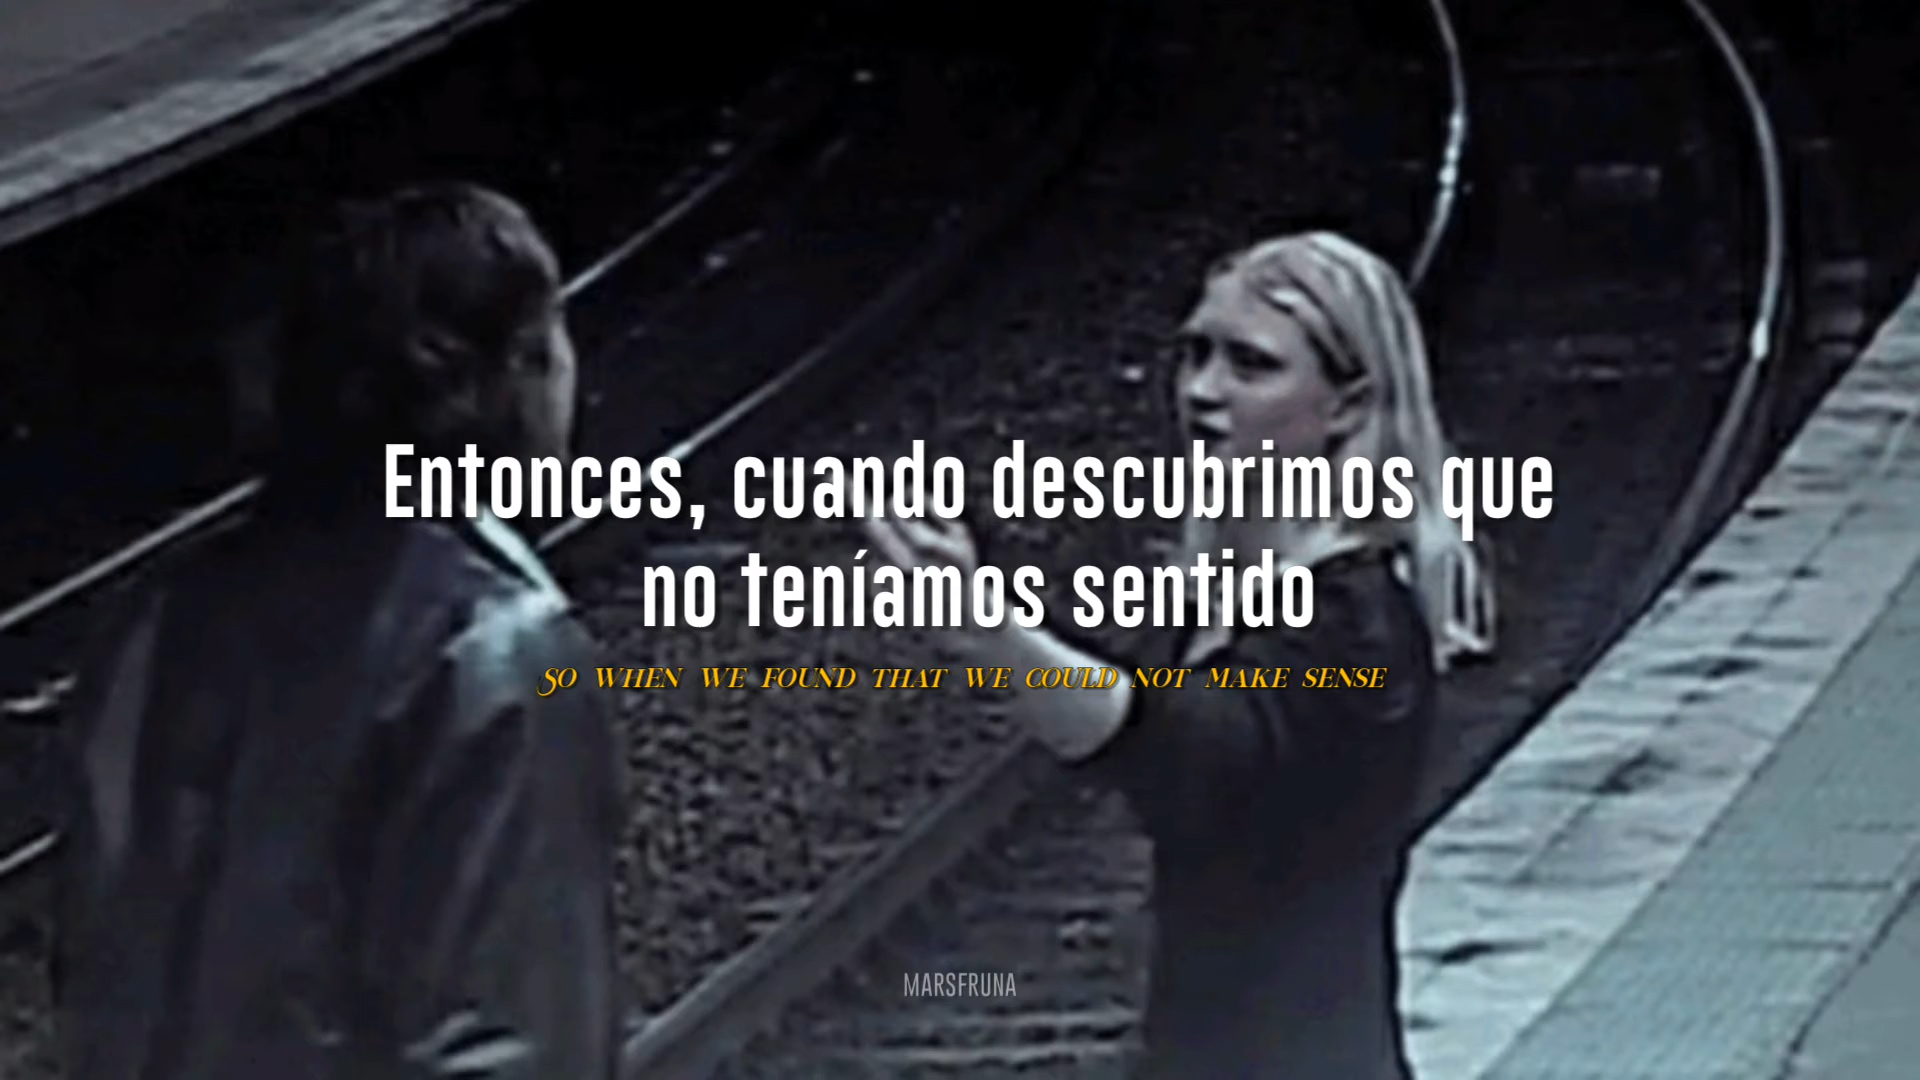 Entonces, cuando descubrimos que
no teníamos sentido
SO WHEN WE FOUND THAT WE COULD NOT MAKE SENSE
MARSFRUNA